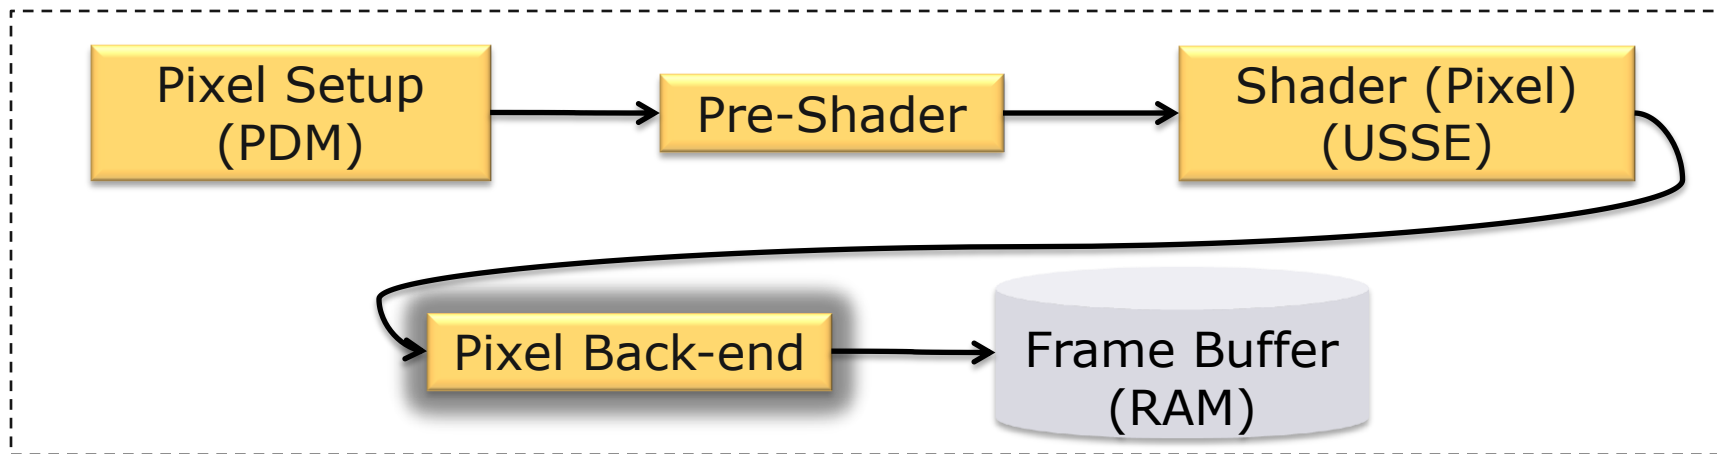 Pixel Setup
(PDM)
Pre-Shader
Shader (Pixel)
(USSE)
Pixel Back-end
Frame Buffer
(RAM)